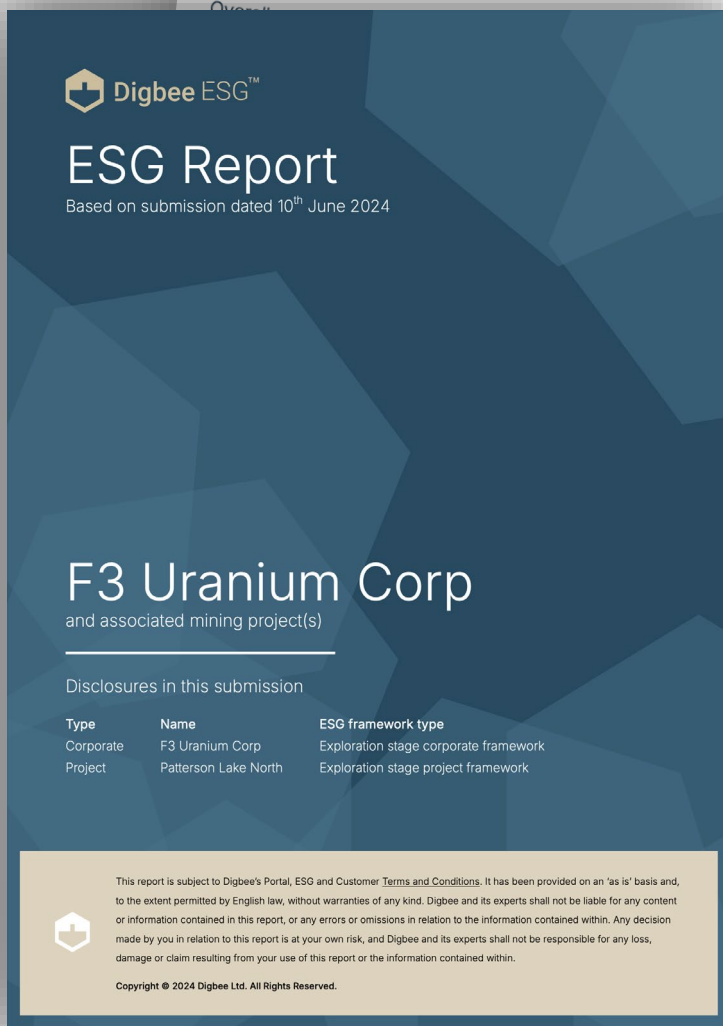 Digbee ESG™
ESG Report
Based on submission dated 10th June 2024
F3 Uranium Corp
and associated mining project(s)
Disclosures in this submission
Type Name ESG framework type
Corporate F3 Uranium Corp Exploration stage corporate framework
Project Patterson Lake North Exploration stage project framework
This report is subject to Digbee's Portal, ESG and Customer Terms and Conditions. It has been provided on an 'as is' basis and,
to the extent permitted by English law, without warranties of any kind. Digbee and its experts shall not be liable for any content
or information contained in this report, or any errors or omissions in relation to the information contained within. Any decision
made by you in relation to this report is at your own risk, and Digbee and its experts shall not be responsible for any loss,
damage or claim resulting from your use of this report or the information contained within.
Copyright © 2024 Digbee Ltd. All Rights Reserved.